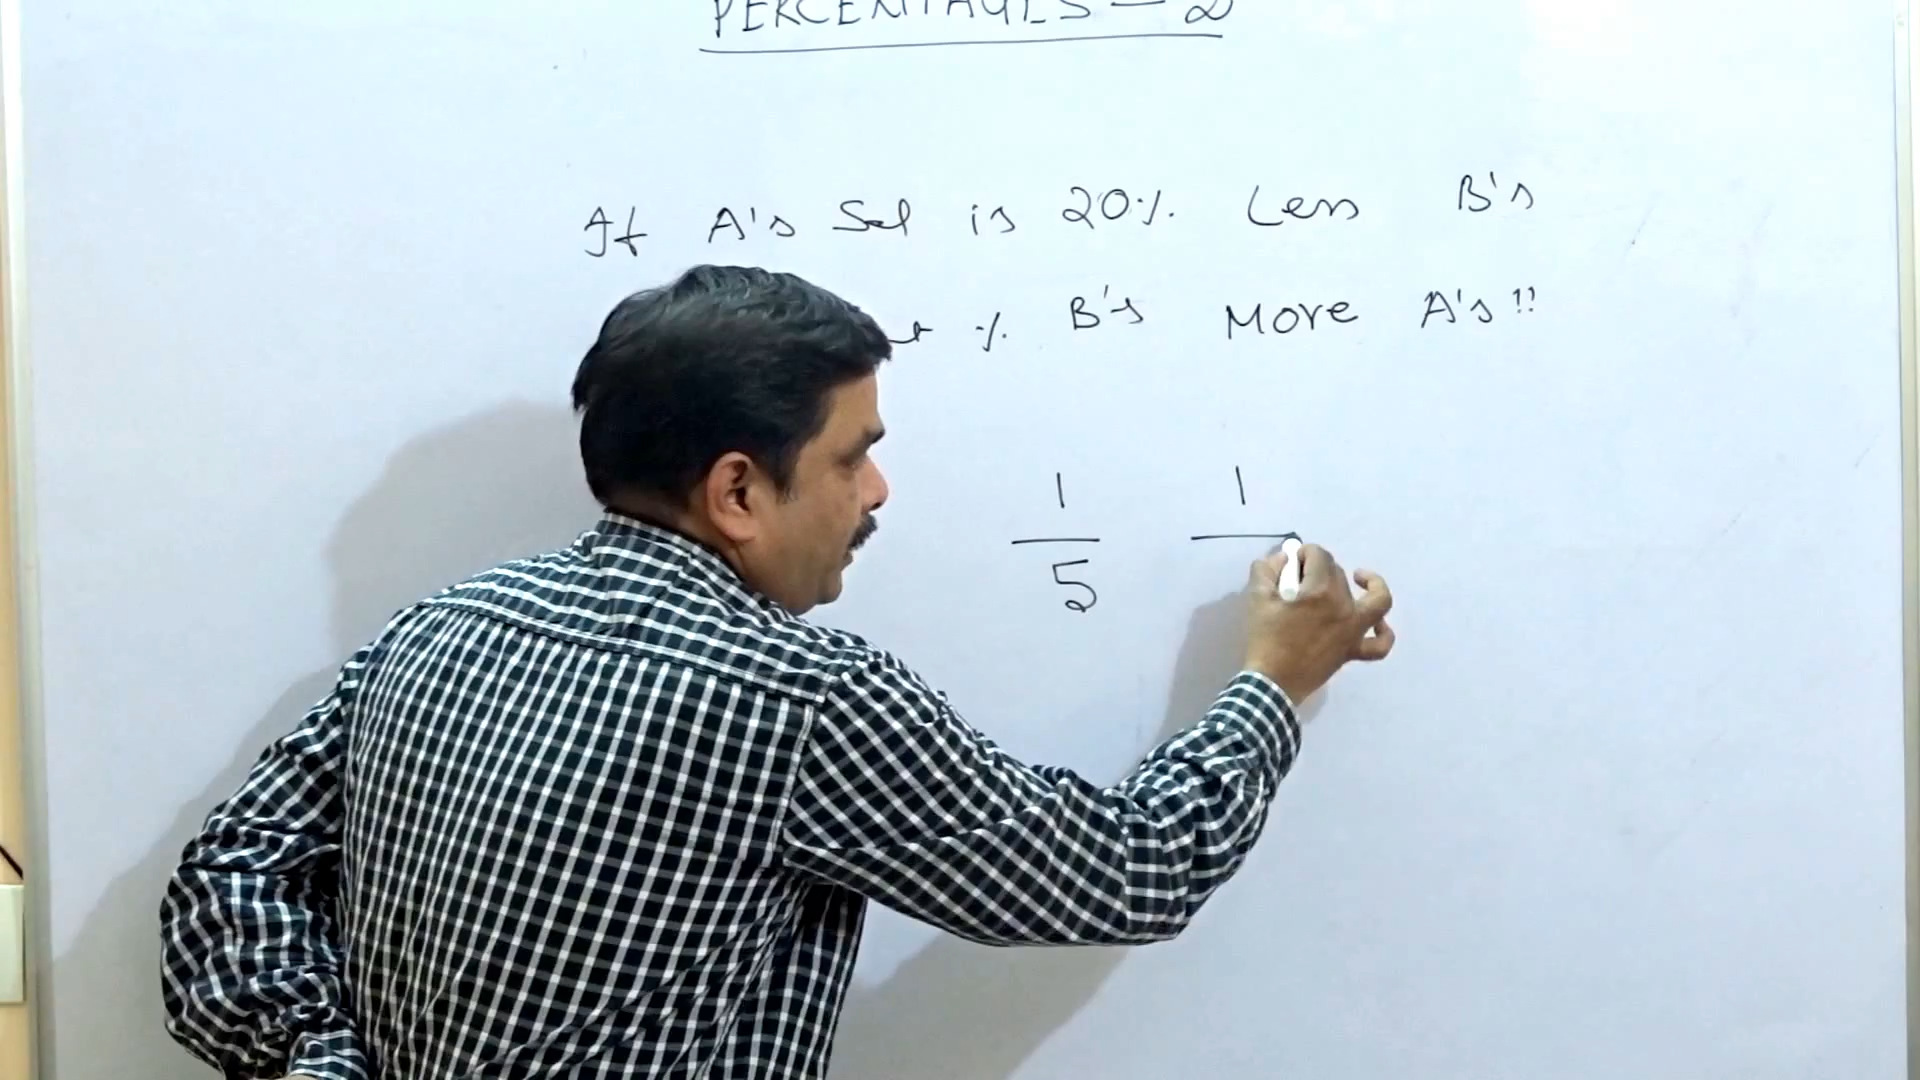 PERCENTAGES - 2
If A's Sal is 20% Less B's
% B's More A's !!
1 1
5